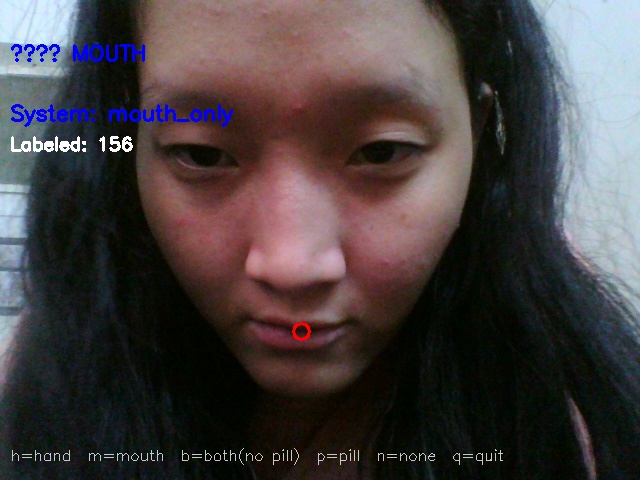 ???? MOUTH
System: mouth_only
Labeled: 156
h=hand m=mouth b=both(no pill) p=pill n=none q=quit